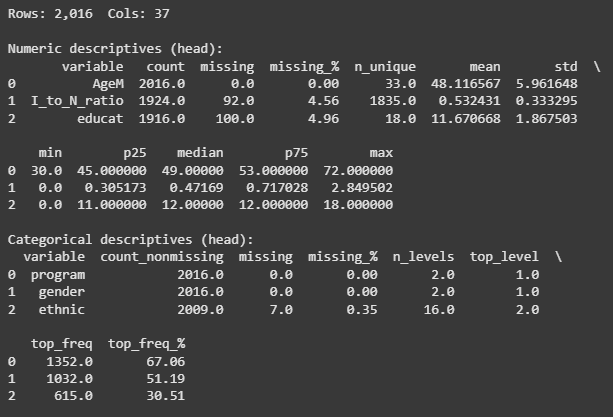 Rows: 2,016  Cols: 37
Numeric descriptives (head):
     variable   count  missing  missing_%  n_unique       mean       std  \
0        AgeM  2016.0      0.0       0.00      33.0  48.116567  5.961648
1  I_to_N_ratio  1924.0     92.0       4.56    1835.0   0.532431  0.333295
2      educat  1916.0    100.0       4.96      18.0  11.670668  1.867503
    min        p25    median        p75        max
0  30.0  45.000000  49.00000  53.000000  72.000000
1   0.0   0.305173   0.47169   0.717028   2.849502
2   0.0  11.000000  12.00000  12.000000  18.000000
Categorical descriptives (head):
  variable  count_nonmissing  missing  missing_%  n_levels  top_level  \
0  program            2016.0      0.0       0.00       2.0        1.0
1   gender            2016.0      0.0       0.00       2.0        1.0
2   ethnic            2009.0      7.0       0.35      16.0        2.0
   top_freq  top_freq_%
0    1352.0       67.06
1    1032.0       51.19
2     615.0       30.51